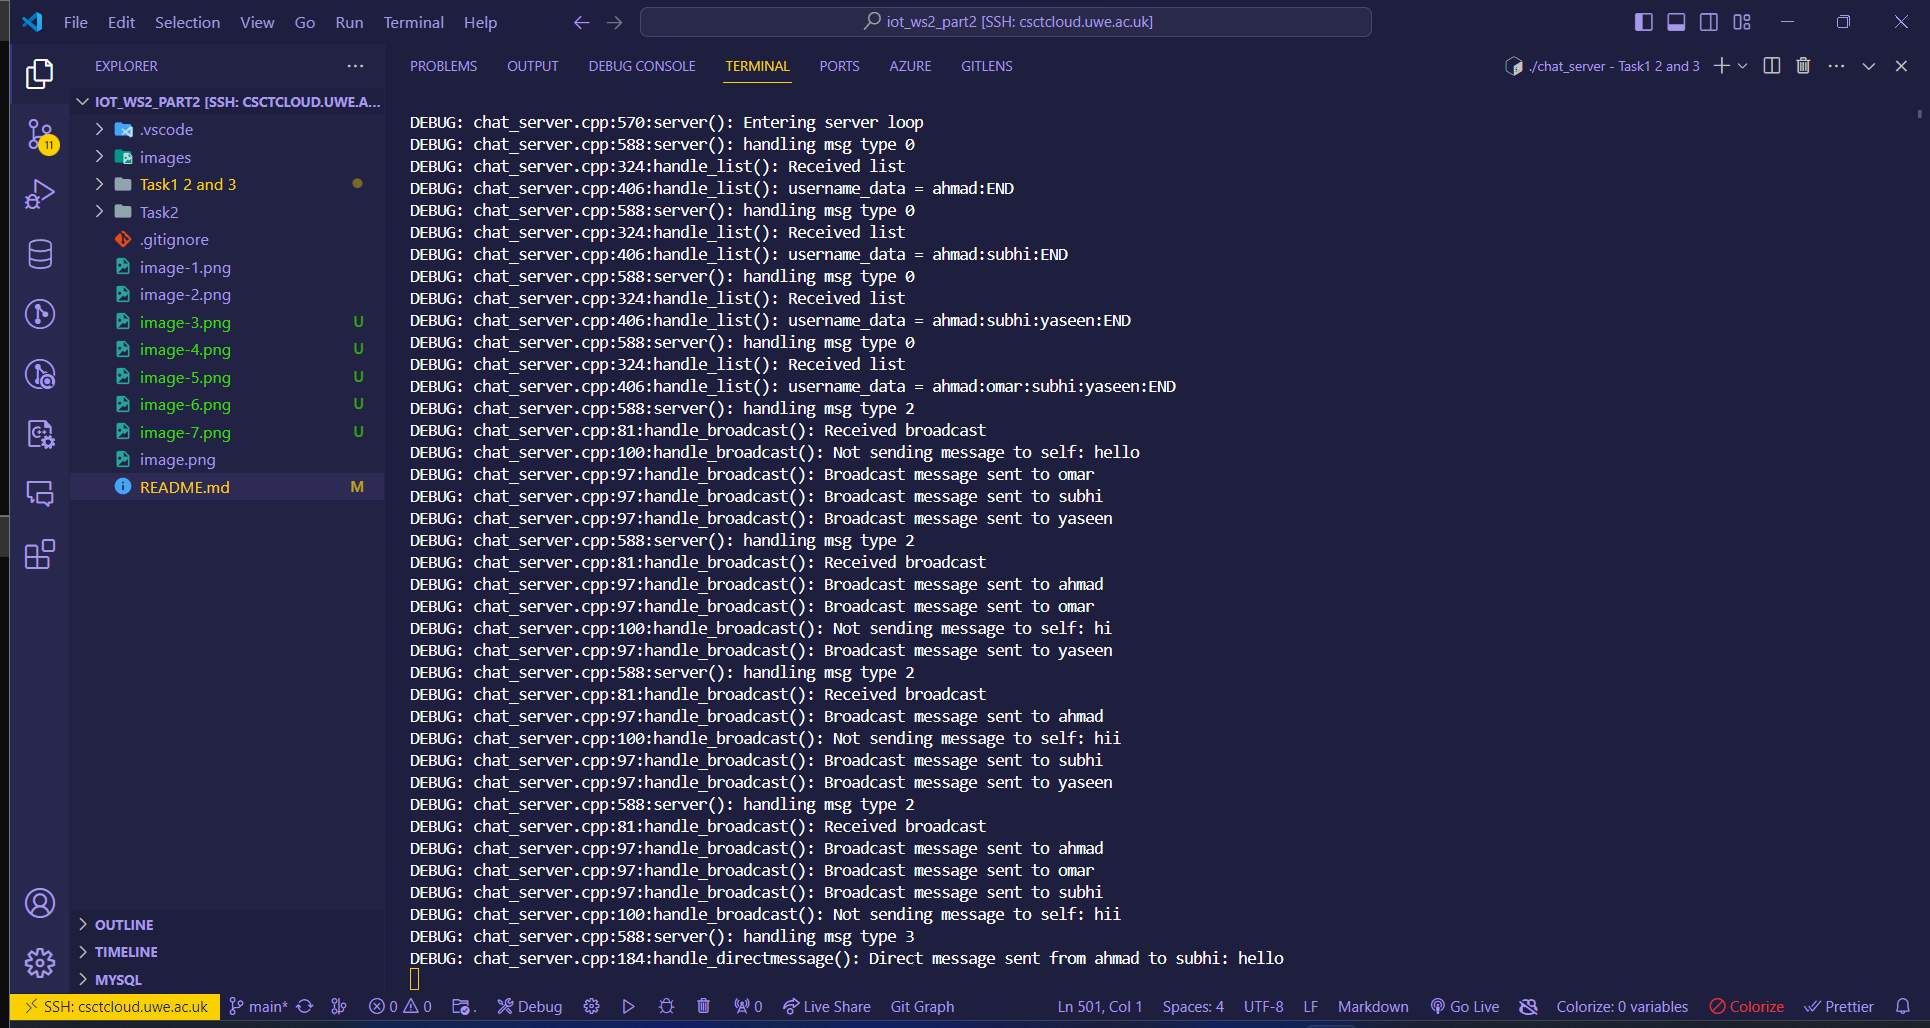 File Edit Selection View Go Run Terminal Help
iot_ws2_part2 [SSH: csctcloud.uwe.ac.uk]
EXPLORER
PROBLEMS OUTPUT DEBUG CONSOLE TERMINAL PORTS AZURE GITLENS
./chat_server - Task1 2 and 3
IOT_WS2_PART2 [SSH: CSCTCLOUD.UWE.A...
.vscode
images
Task1 2 and 3
Task2
.gitignore
image-1.png
image-2.png
image-3.png U
image-4.png U
image-5.png U
image-6.png U
image-7.png U
image.png
README.md M
11
OUTLINE
TIMELINE
MYSQL
DEBUG: chat_server.cpp:570:server(): Entering server loop
DEBUG: chat_server.cpp:588:server(): handling msg type 0
DEBUG: chat_server.cpp:324:handle_list(): Received list
DEBUG: chat_server.cpp:406:handle_list(): username_data = ahmad:END
DEBUG: chat_server.cpp:588:server(): handling msg type 0
DEBUG: chat_server.cpp:324:handle_list(): Received list
DEBUG: chat_server.cpp:406:handle_list(): username_data = ahmad:subhi:END
DEBUG: chat_server.cpp:588:server(): handling msg type 0
DEBUG: chat_server.cpp:324:handle_list(): Received list
DEBUG: chat_server.cpp:406:handle_list(): username_data = ahmad:subhi:yaseen:END
DEBUG: chat_server.cpp:588:server(): handling msg type 0
DEBUG: chat_server.cpp:324:handle_list(): Received list
DEBUG: chat_server.cpp:406:handle_list(): username_data = ahmad:omar:subhi:yaseen:END
DEBUG: chat_server.cpp:588:server(): handling msg type 2
DEBUG: chat_server.cpp:81:handle_broadcast(): Received broadcast
DEBUG: chat_server.cpp:100:handle_broadcast(): Not sending message to self: hello
DEBUG: chat_server.cpp:97:handle_broadcast(): Broadcast message sent to omar
DEBUG: chat_server.cpp:97:handle_broadcast(): Broadcast message sent to subhi
DEBUG: chat_server.cpp:97:handle_broadcast(): Broadcast message sent to yaseen
DEBUG: chat_server.cpp:588:server(): handling msg type 2
DEBUG: chat_server.cpp:81:handle_broadcast(): Received broadcast
DEBUG: chat_server.cpp:97:handle_broadcast(): Broadcast message sent to ahmad
DEBUG: chat_server.cpp:97:handle_broadcast(): Broadcast message sent to omar
DEBUG: chat_server.cpp:100:handle_broadcast(): Not sending message to self: hi
DEBUG: chat_server.cpp:97:handle_broadcast(): Broadcast message sent to yaseen
DEBUG: chat_server.cpp:588:server(): handling msg type 2
DEBUG: chat_server.cpp:81:handle_broadcast(): Received broadcast
DEBUG: chat_server.cpp:97:handle_broadcast(): Broadcast message sent to ahmad
DEBUG: chat_server.cpp:100:handle_broadcast(): Not sending message to self: hii
DEBUG: chat_server.cpp:97:handle_broadcast(): Broadcast message sent to subhi
DEBUG: chat_server.cpp:97:handle_broadcast(): Broadcast message sent to yaseen
DEBUG: chat_server.cpp:588:server(): handling msg type 2
DEBUG: chat_server.cpp:81:handle_broadcast(): Received broadcast
DEBUG: chat_server.cpp:97:handle_broadcast(): Broadcast message sent to ahmad
DEBUG: chat_server.cpp:97:handle_broadcast(): Broadcast message sent to omar
DEBUG: chat_server.cpp:97:handle_broadcast(): Broadcast message sent to subhi
DEBUG: chat_server.cpp:100:handle_broadcast(): Not sending message to self: hii
DEBUG: chat_server.cpp:588:server(): handling msg type 3
DEBUG: chat_server.cpp:184:handle_directmessage(): Direct message sent from ahmad to subhi: hello
SSH: csctcloud.uwe.ac.uk main* 0 0 . Debug 0 Live Share Git Graph Ln 501, Col 1 Spaces: 4 UTF-8 LF Markdown Go Live Colorize: 0 variables Colorize Prettier